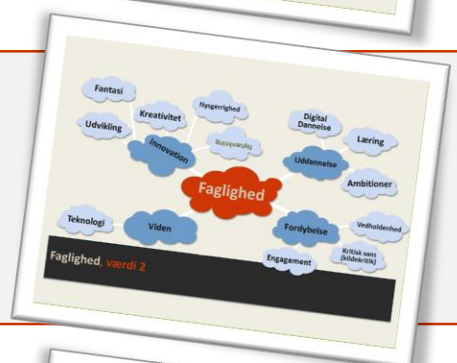 Fantasi
Nysgerrighed
Kreativitet
Udvikling
Innovation
Digital
Dannelse
Læring
Uddannelse
Ambitioner
Faglighed
Teknologi
Viden
Fordybelse
Vedholdenhed
Engagement
Kritisk sans
(kildekritik)
Faglighed, værdi 2